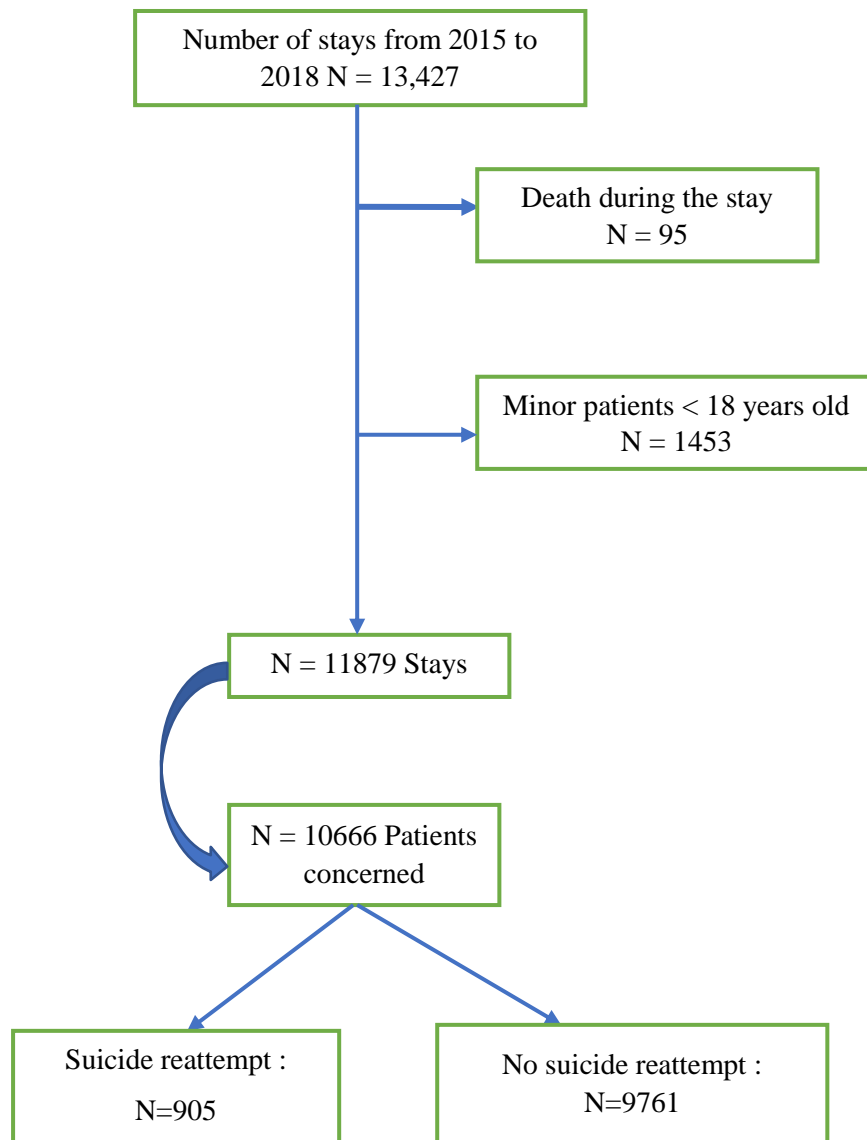 Number of stays from 2015 to
2018 N = 13,427
Death during the stay
N = 95
Minor patients < 18 years old
N = 1453
N = 11879 Stays
N = 10666 Patients
concerned
Suicide reattempt :
N=905
No suicide reattempt :
N=9761